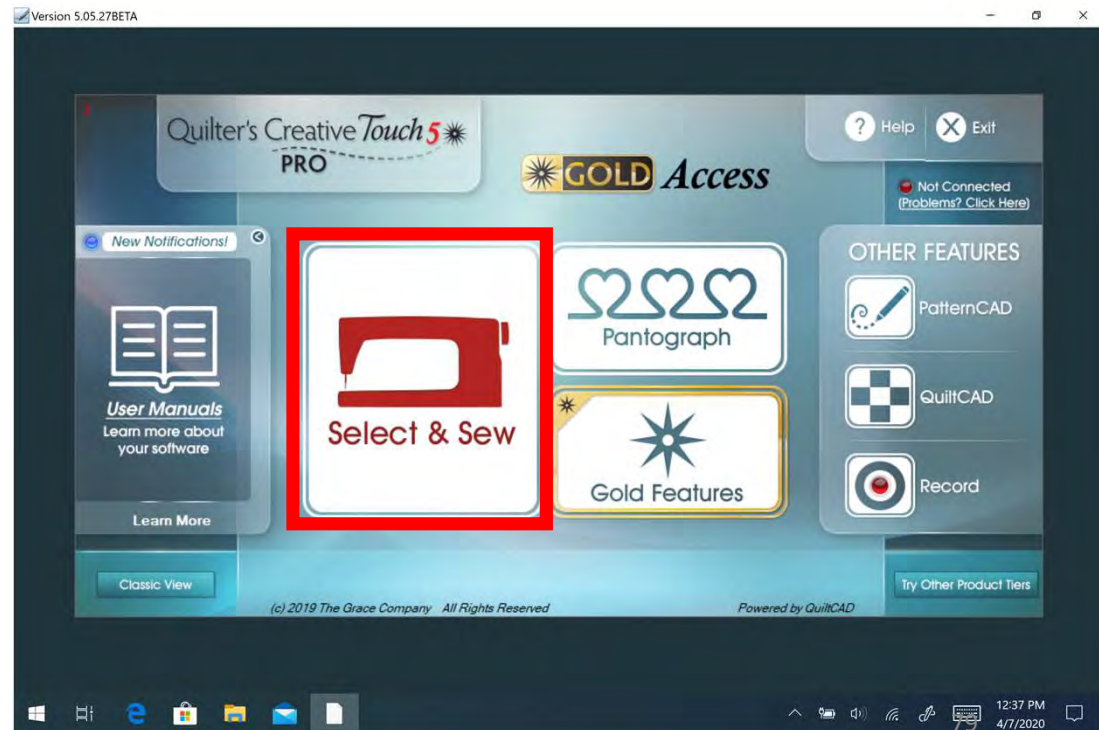 Version 5.05.27BETA
Quilter's Creative Touch 5
PRO
GOLD Access
? Help
X Exit
Not Connected
(Problems? Click Here)
New Notifications!
User Manuals
Learn more about
your software
Learn More
Select & Sew
Pantograph
Gold Features
OTHER FEATURES
PatternCAD
QuiltCAD
Record
Classic View
(c) 2019 The Grace Company All Rights Reserved
Powered by QuiltCAD
Try Other Product Tiers
12:37 PM
4/7/2020
79